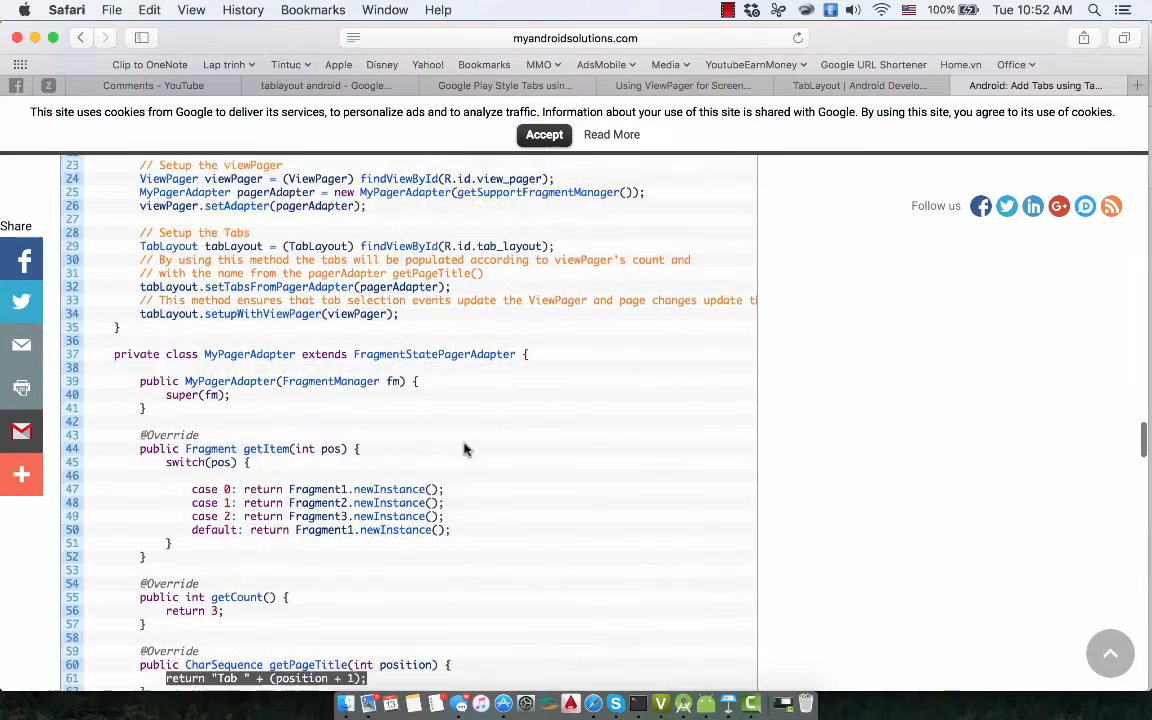 Safari File Edit View History Bookmarks Window Help 100% Tue 10:52 AM
myandroidsolutions.com
Clip to OneNote Lap trinh Tintuc Apple Disney Yahoo! Bookmarks MMO AdsMobile Media YoutubeEarnMoney Google URL Shortener Home.vn Office
Comments - YouTube tablayout android - Google... Google Play Style Tabs usin... Using ViewPager for Screen... TabLayout | Android Develo... Android: Add Tabs using Ta...
This site uses cookies from Google to deliver its services, to personalize ads and to analyze traffic. Information about your use of this site is shared with Google. By using this site, you agree to its use of cookies.
Accept Read More
Follow us
Share
23 // Setup the viewPager
24 ViewPager viewPager = (ViewPager) findViewById(R.id.view_pager);
25 MyPagerAdapter pagerAdapter = new MyPagerAdapter(getSupportFragmentManager());
26 viewPager.setAdapter(pagerAdapter);
27
28 // Setup the Tabs
29 TabLayout tabLayout = (TabLayout) findViewById(R.id.tab_layout);
30 // By using this method the tabs will be populated according to viewPager's count and
31 // with the name from the pagerAdapter getPageTitle()
32 tabLayout.setTabsFromPagerAdapter(pagerAdapter);
33 // This method ensures that tab selection events update the ViewPager and page changes update t
34 tabLayout.setupWithViewPager(viewPager);
35 }
36
37 private class MyPagerAdapter extends FragmentStatePagerAdapter {
38
39 public MyPagerAdapter(FragmentManager fm) {
40 super(fm);
41 }
42
43 @Override
44 public Fragment getItem(int pos) {
45 switch(pos) {
46
47 case 0: return Fragment1.newInstance();
48 case 1: return Fragment2.newInstance();
49 case 2: return Fragment3.newInstance();
50 default: return Fragment1.newInstance();
51 }
52 }
53
54 @Override
55 public int getCount() {
56 return 3;
57 }
58
59 @Override
60 public CharSequence getPageTitle(int position) {
61 return "Tab " + (position + 1);